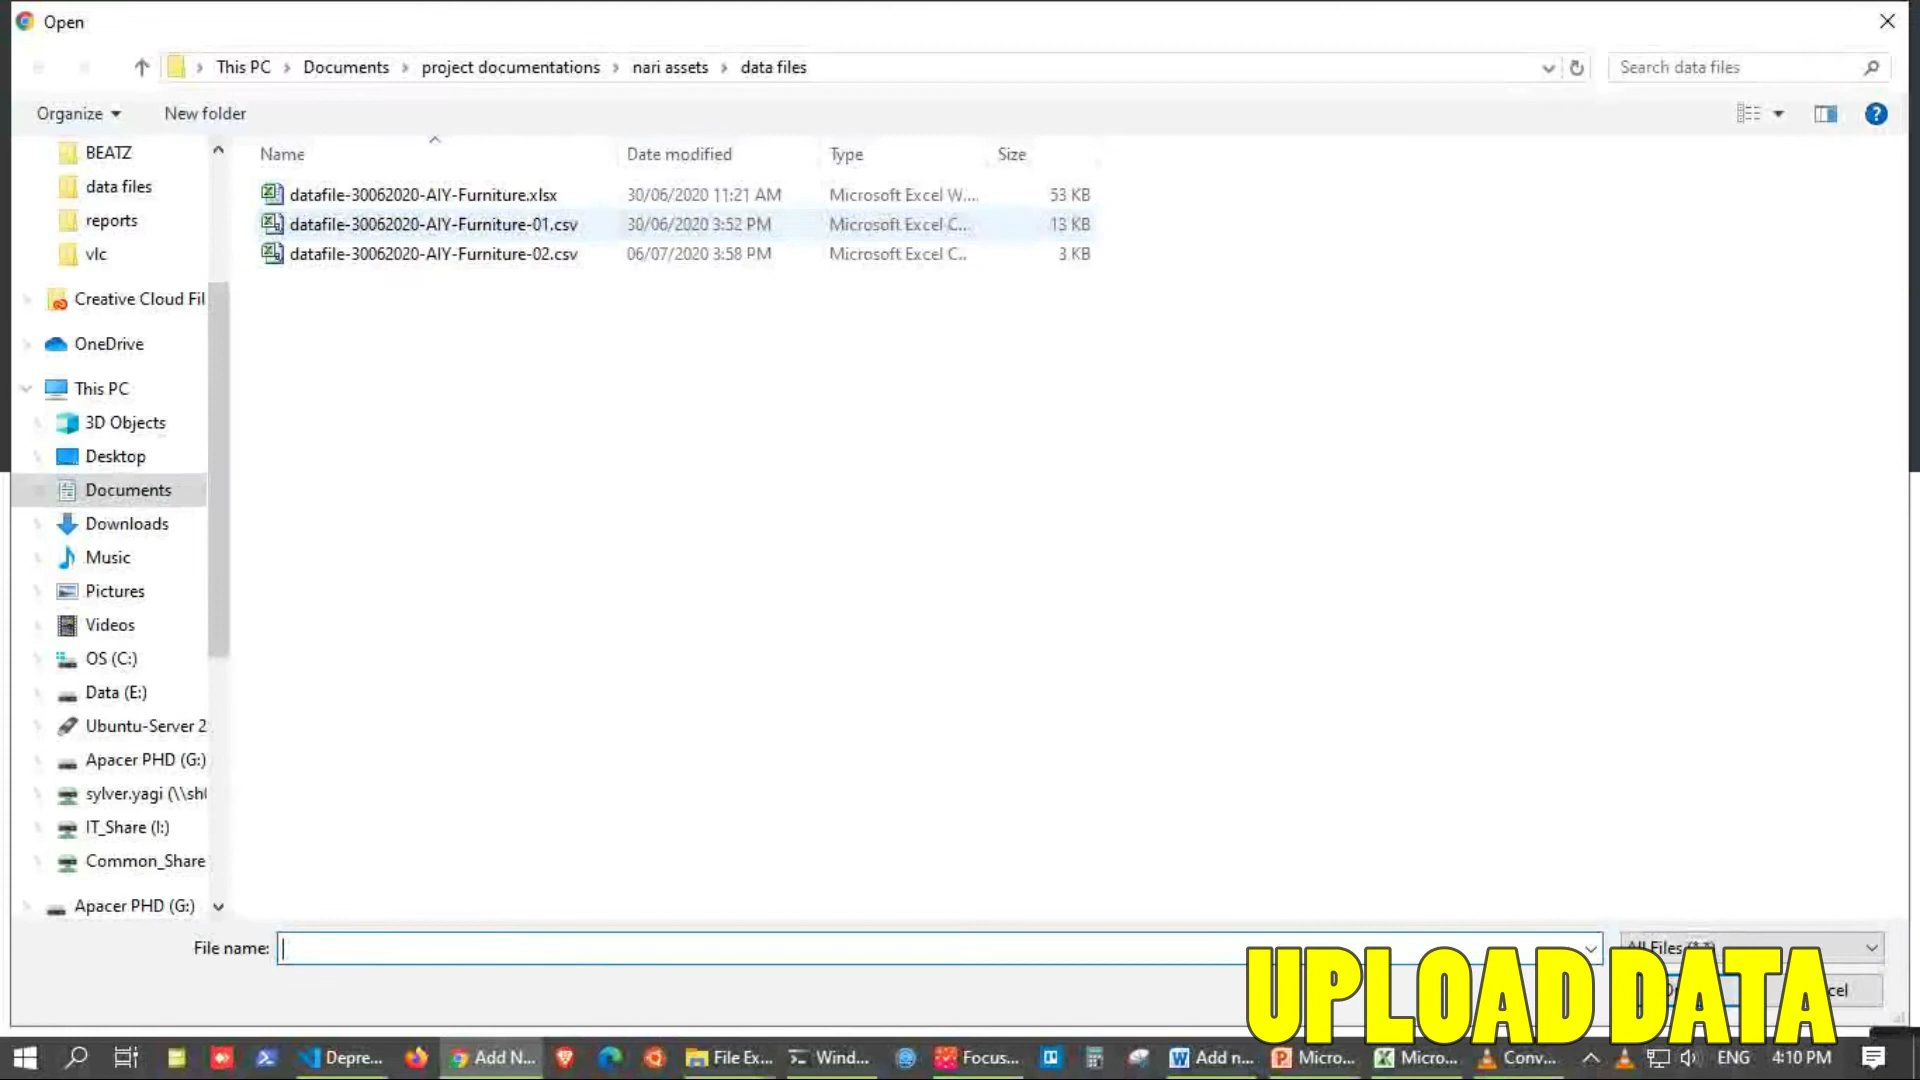 Open
This PC > Documents > project documentations > nari assets > data files
Search data files
Organize
New folder
Name
Date modified
Type
Size
datafile-30062020-AIY-Furniture.xlsx 30/06/2020 11:21 AM Microsoft Excel W... 53 KB
datafile-30062020-AIY-Furniture-01.csv 30/06/2020 3:52 PM Microsoft Excel C... 13 KB
datafile-30062020-AIY-Furniture-02.csv 06/07/2020 3:58 PM Microsoft Excel C.. 3 KB
BEATZ
data files
reports
vlc
Creative Cloud Fil
OneDrive
This PC
3D Objects
Desktop
Documents
Downloads
Music
Pictures
Videos
OS (C:)
Data (E:)
Ubuntu-Server 2
Apacer PHD (G:)
sylver.yagi (\\sh
IT_Share (I:)
Common_Share
Apacer PHD (G:)
File name:
All Files (*.*)
UPLOAD DATA
Depre...
Add N...
File Ex...
Wind...
Focus...
Add n...
Micro...
Micro...
Conv...
ENG
4:10 PM